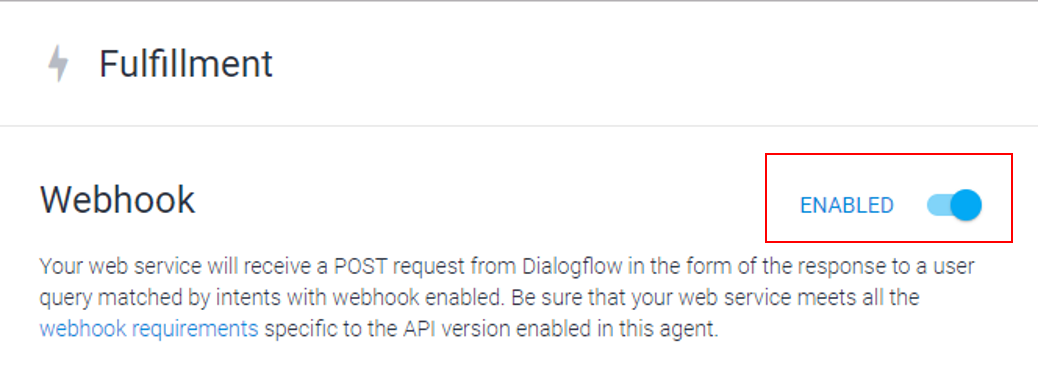 Fulfillment
Webhook
ENABLED
Your web service will receive a POST request from Dialogflow in the form of the response to a user
query matched by intents with webhook enabled. Be sure that your web service meets all the
webhook requirements specific to the API version enabled in this agent.